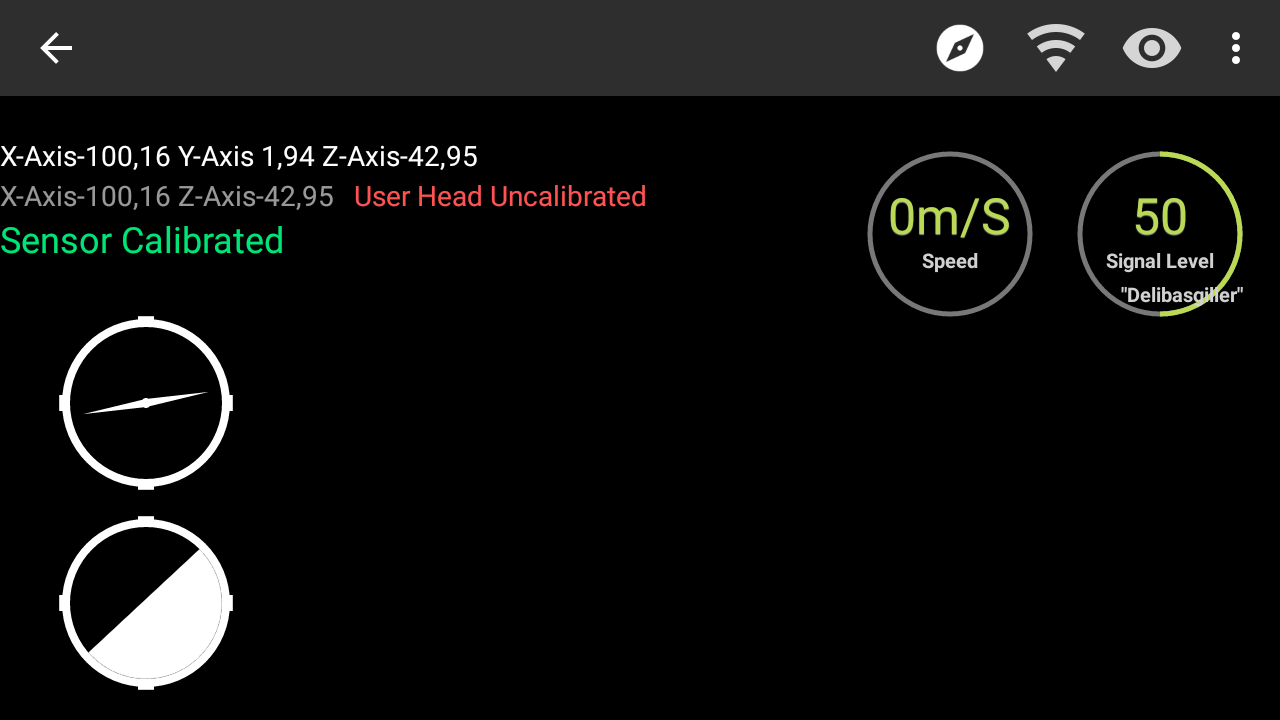 X-Axis-100,16 Y-Axis 1,94 Z-Axis-42,95
X-Axis-100,16 Z-Axis-42,95 User Head Uncalibrated
Sensor Calibrated
0m/S
Speed
50
Signal Level
"Delibasgiller"